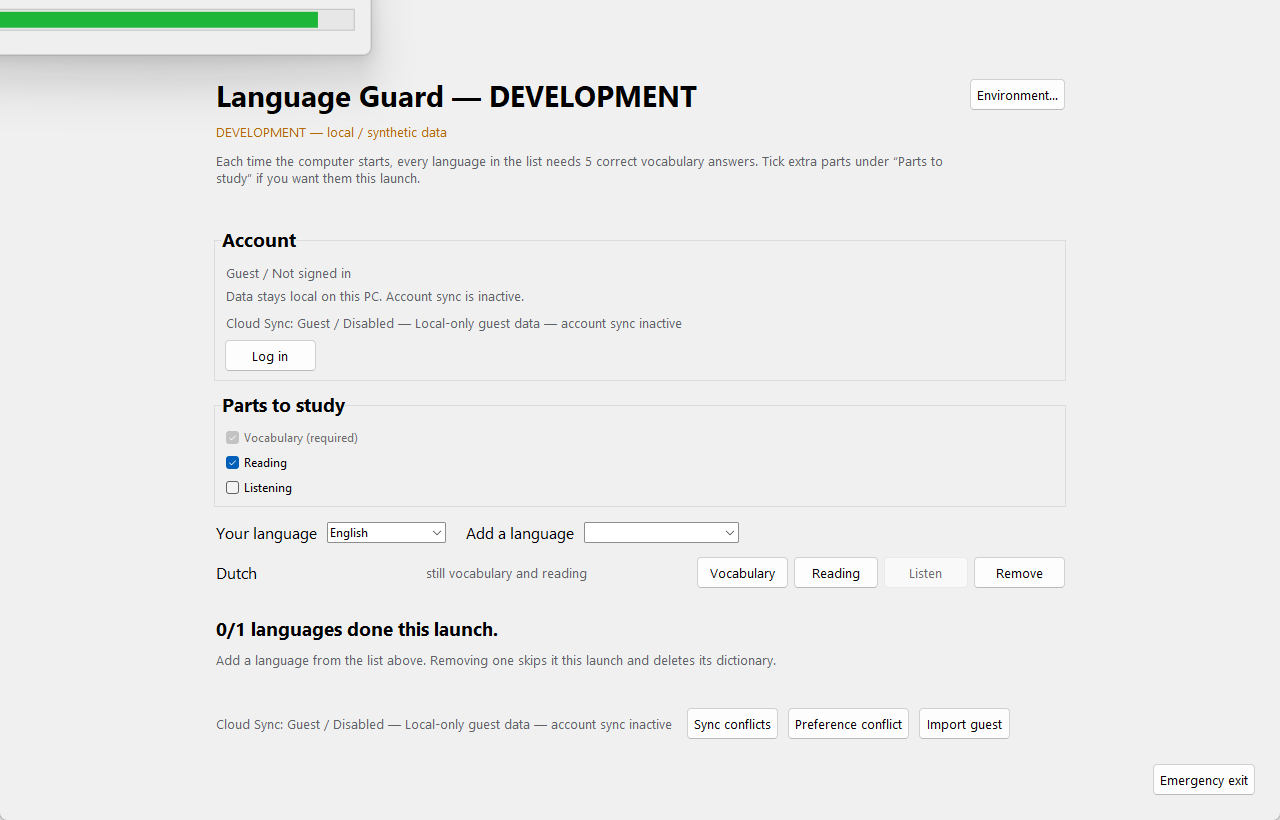 Language Guard — DEVELOPMENT
Environment...
DEVELOPMENT — local / synthetic data
Each time the computer starts, every language in the list needs 5 correct vocabulary answers. Tick extra parts under “Parts to
study” if you want them this launch.
Account
Guest / Not signed in
Data stays local on this PC. Account sync is inactive.
Cloud Sync: Guest / Disabled — Local-only guest data — account sync inactive
Log in
Parts to study
Vocabulary (required)
Reading
Listening
Your language English Add a language
Dutch still vocabulary and reading Vocabulary Reading Listen Remove
0/1 languages done this launch.
Add a language from the list above. Removing one skips it this launch and deletes its dictionary.
Cloud Sync: Guest / Disabled — Local-only guest data — account sync inactive Sync conflicts Preference conflict Import guest
Emergency exit